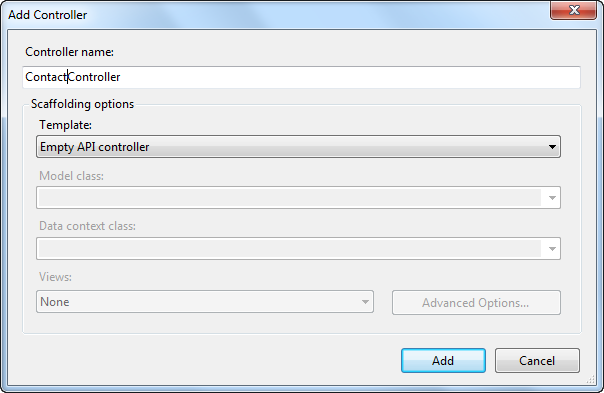 Add Controller
Controller name:
ContactController
Scaffolding options
Template:
Empty API controller
Model class:
Data context class:
Views:
None
Advanced Options...
Add
Cancel